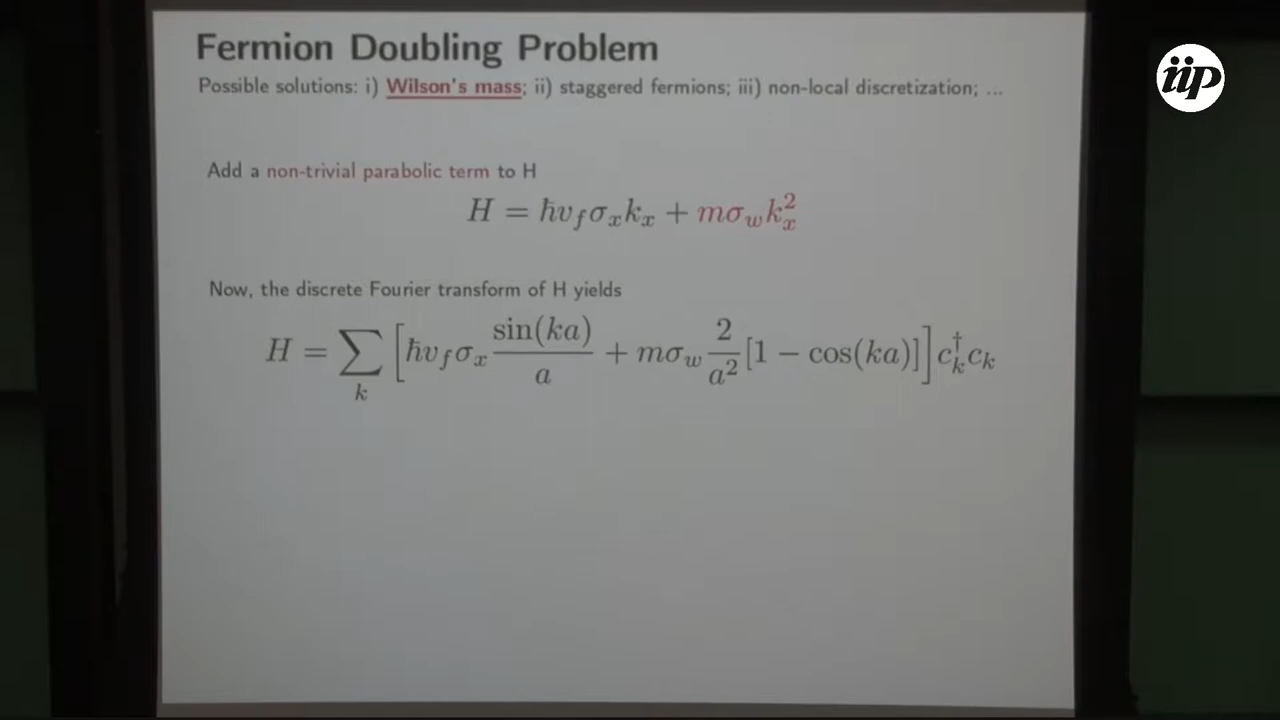 Fermion Doubling Problem
iip
Possible solutions: i) Wilson's mass; ii) staggered fermions; iii) non-local discretization; ...
Add a non-trivial parabolic term to H
H = ħv_fσ_xk_x + mσ_wk_x^2
Now, the discrete Fourier transform of H yields
H = ∑_k [ħv_fσ_x sin(ka)/a + mσ_w 2/a^2 [1 − cos(ka)]] c_k^† c_k